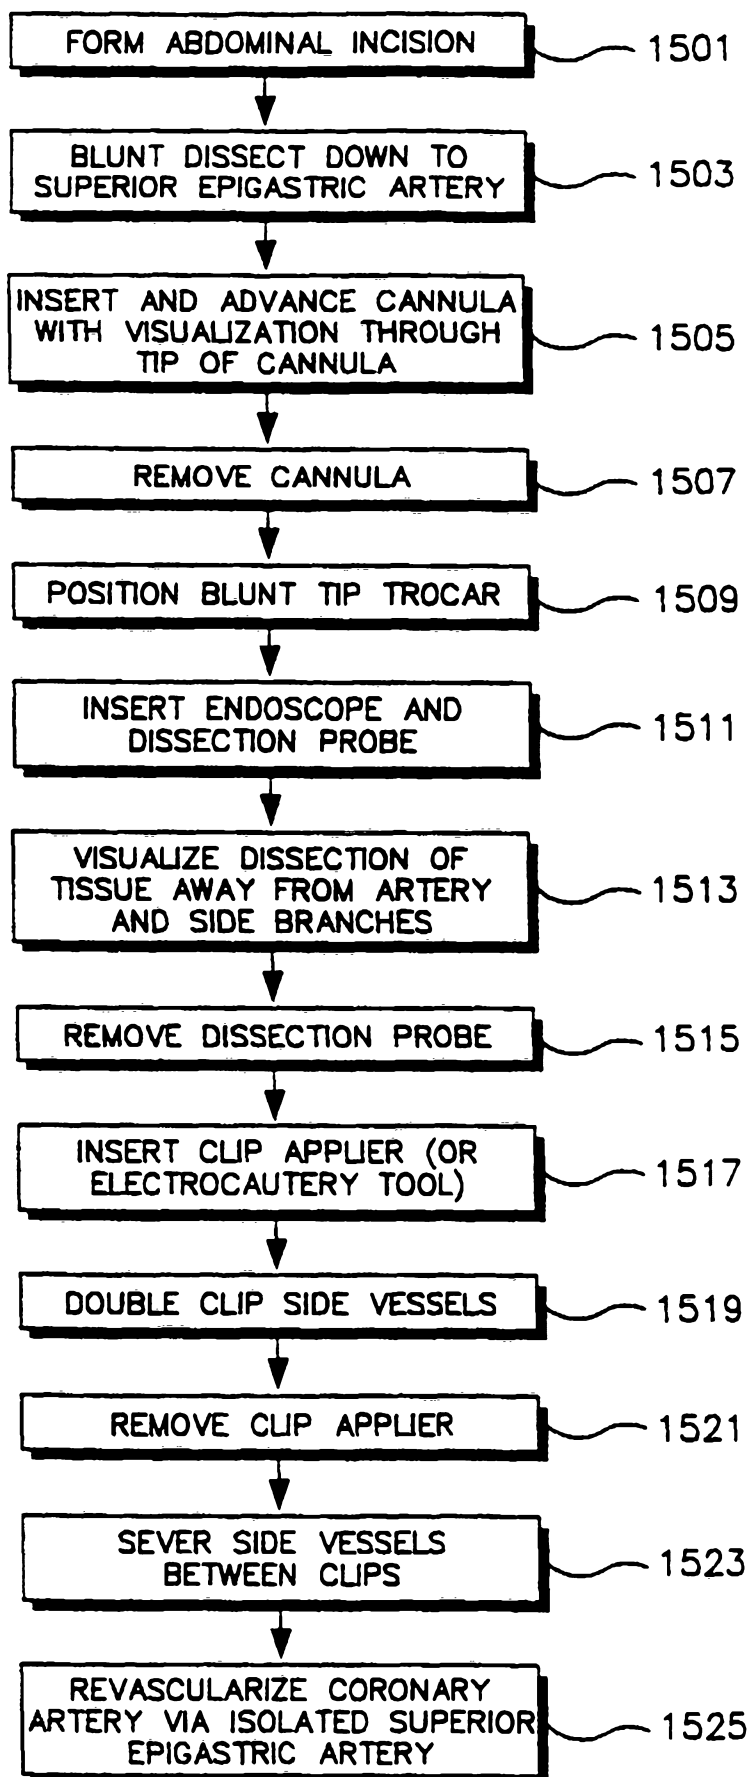 FORM ABDOMINAL INCISION
1501
BLUNT DISSECT DOWN TO
SUPERIOR EPIGASTRIC ARTERY
1503
INSERT AND ADVANCE CANNULA
WITH VISUALIZATION THROUGH
TIP OF CANNULA
1505
REMOVE CANNULA
1507
POSITION BLUNT TIP TROCAR
1509
INSERT ENDOSCOPE AND
DISSECTION PROBE
1511
VISUALIZE DISSECTION OF
TISSUE AWAY FROM ARTERY
AND SIDE BRANCHES
1513
REMOVE DISSECTION PROBE
1515
INSERT CLIP APPLIER (OR
ELECTROCAUTERY TOOL)
1517
DOUBLE CLIP SIDE VESSELS
1519
REMOVE CLIP APPLIER
1521
SEVER SIDE VESSELS
BETWEEN CLIPS
1523
REVASCULARIZE CORONARY
ARTERY VIA ISOLATED SUPERIOR
EPIGASTRIC ARTERY
1525